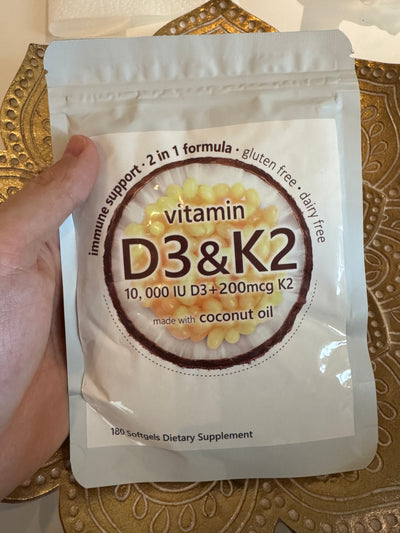 immune support · 2 in 1 formula · gluten free · dairy free
vitamin
D3&K2
10, 000 IU D3+200mcg K2
made with coconut oil
180 Softgels Dietary Supplement